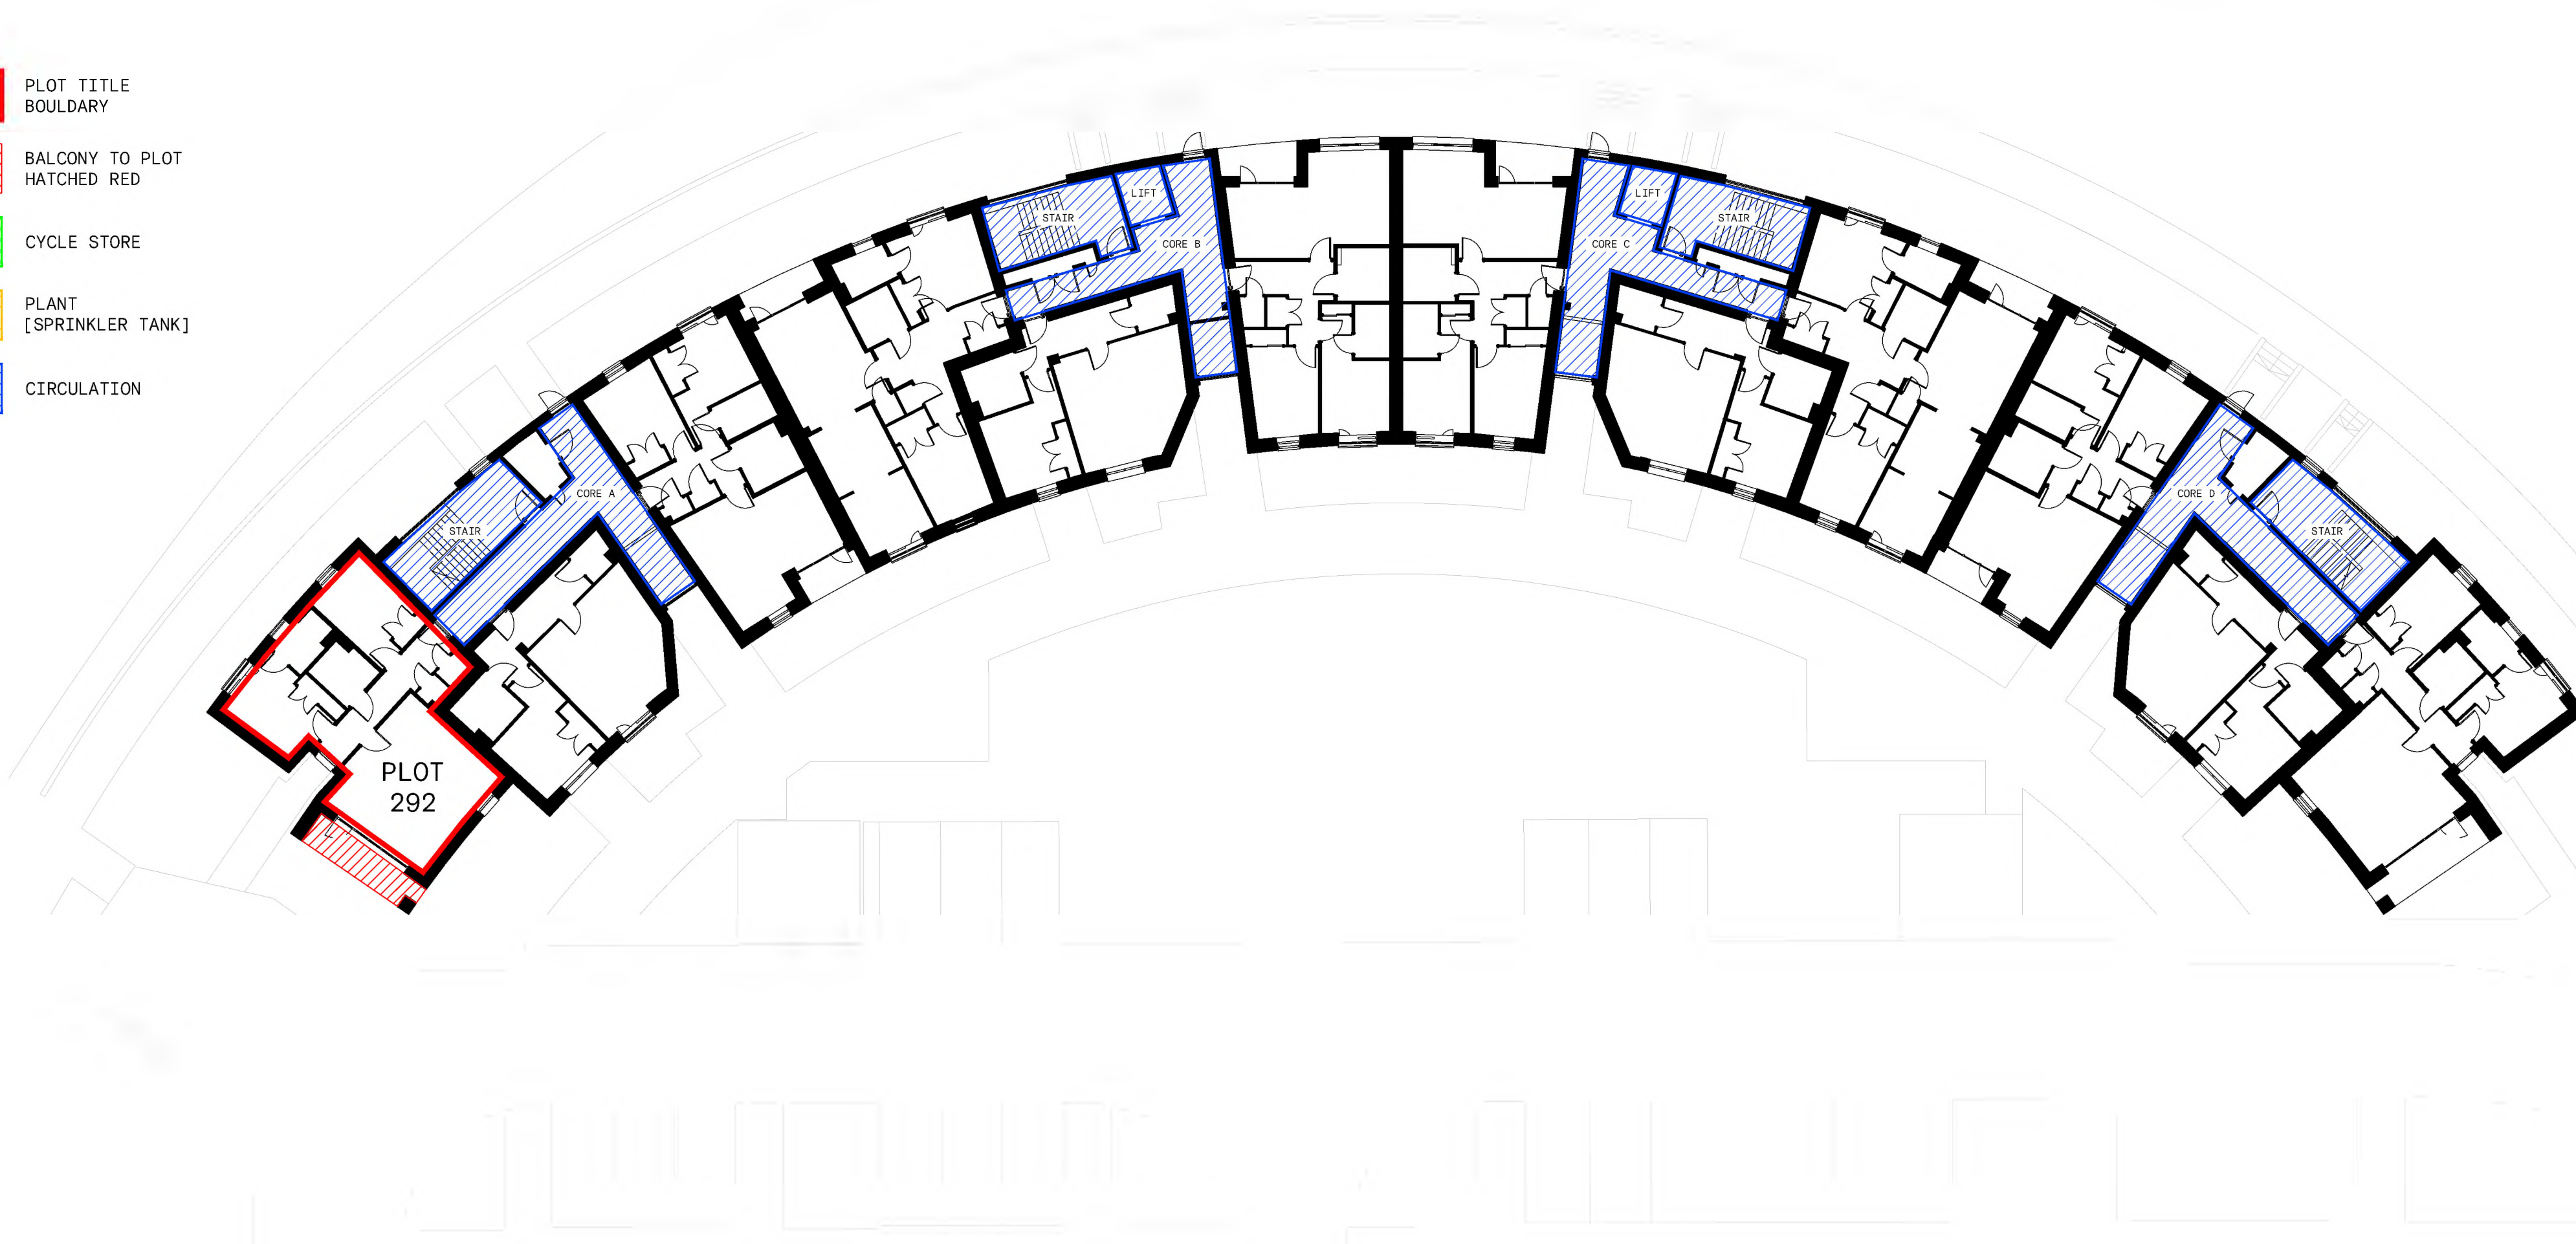 PLOT TITLE
BOULDARY
BALCONY TO PLOT
HATCHED RED
CYCLE STORE
PLANT
[SPRINKLER TANK]
CIRCULATION
LIFT
STAIR
CORE B
LIFT
STAIR
CORE C
CORE A
STAIR
CORE D
STAIR
PLOT
292